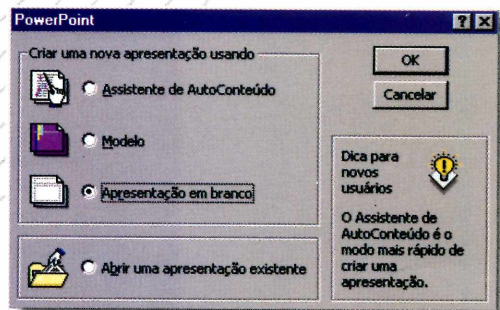 PowerPoint
Criar uma nova apresentação usando
Assistente de AutoConteúdo
Modelo
Apresentação em branco
Abrir uma apresentação existente
OK
Cancelar
Dica para
novos
usuários
O Assistente de
AutoConteúdo é o
modo mais rápido de
criar uma
apresentação.